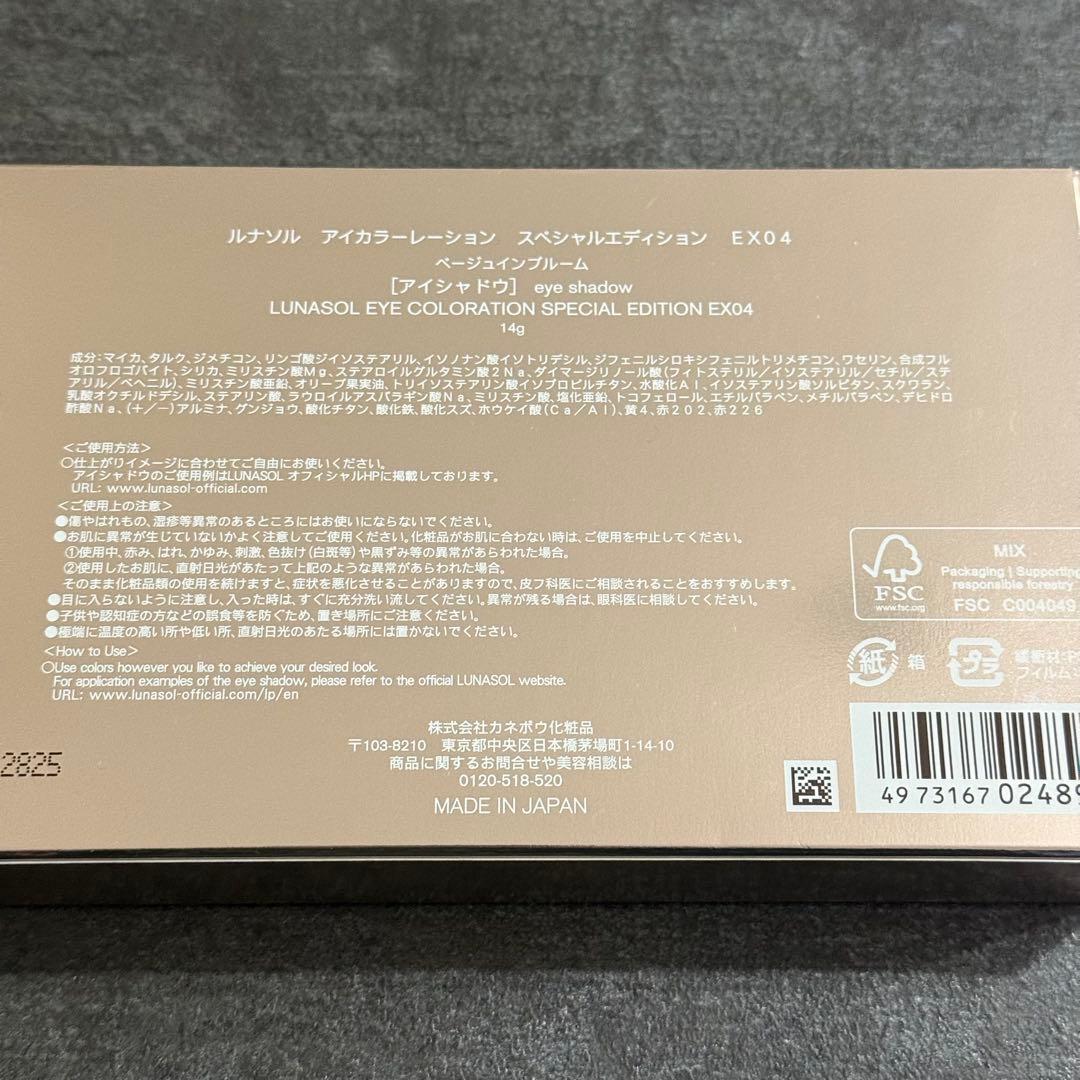 ルナソル アイカラーレーション スペシャルエディション EX04
ベージュインブルーム
[アイシャドウ] eye shadow
LUNASOL EYE COLORATION SPECIAL EDITION EX04
14g
成分:マイカ、タルク、ジメチコン、リンゴ酸ジイソステアリル、イソノナン酸イソトリデシル、ジフェニルシロキシフェニルトリメチコン、ワセリン、合成フル
オロフロゴパイト、シリカ、ミリスチン酸Mg、ステアロイルグルタミン酸2Na、ダイマージリノール酸(フィトステリル/イソステアリル/セチル/ステ
アリル/ベヘニル)、ミリスチン酸亜鉛、オリーブ果実油、トリイソステアリン酸イソプロピルチタン、水酸化Al、イソステアリン酸ソルビタン、スクワラン、
乳酸オクチルドデシル、ステアリン酸、ラウロイルアスパラギン酸Na、ミリスチン酸、塩化亜鉛、トコフェロール、エチルパラベン、メチルパラベン、デヒドロ
酢酸Na、(+/-)アルミナ、グンジョウ、酸化チタン、酸化鉄、酸化スズ、ホウケイ酸(Ca/Al)、黄4、赤202、赤226
<ご使用方法>
○仕上がりイメージに合わせてご自由にお使いください。
アイシャドウのご使用例はLUNASOL オフィシャルHPに掲載しております。
URL: www.lunasol-official.com
<ご使用上の注意>
●傷やはれもの、湿疹等異常のあるところにはお使いにならないでください。
●お肌に異常が生じていないかよく注意してご使用ください。化粧品がお肌に合わない時は、ご使用を中止してください。
①使用中、赤み、はれ、かゆみ、刺激、色抜け(白斑等)や黒ずみ等の異常があらわれた場合。
②使用したお肌に、直射日光があたって上記のような異常があらわれた場合。
そのまま化粧品類の使用を続けますと、症状を悪化させることがありますので、皮フ科医にご相談されることをおすすめします。
●目に入らないように注意し、入った時は、すぐに充分洗い流してください。異常が残る場合は、眼科医に相談してください。
●子供や認知症の方などの誤食等を防ぐため、置き場所にご注意ください。
●極端に温度の高い所や低い所、直射日光のあたる場所には置かないでください。
<How to Use>
○Use colors however you like to achieve your desired look.
For application examples of the eye shadow, please refer to the official LUNASOL website.
URL: www.lunasol-official.com/lp/en
株式会社カネボウ化粧品
〒103-8210 東京都中央区日本橋茅場町1-14-10
商品に関するお問合せや美容相談は
0120-518-520
MADE IN JAPAN
2825
FSC
www.fsc.org
MIX
Packaging | Supporting
responsible forestry
FSC C004049
紙 箱
プラ
緩衝材:P
フィルム:
49 73167 02489